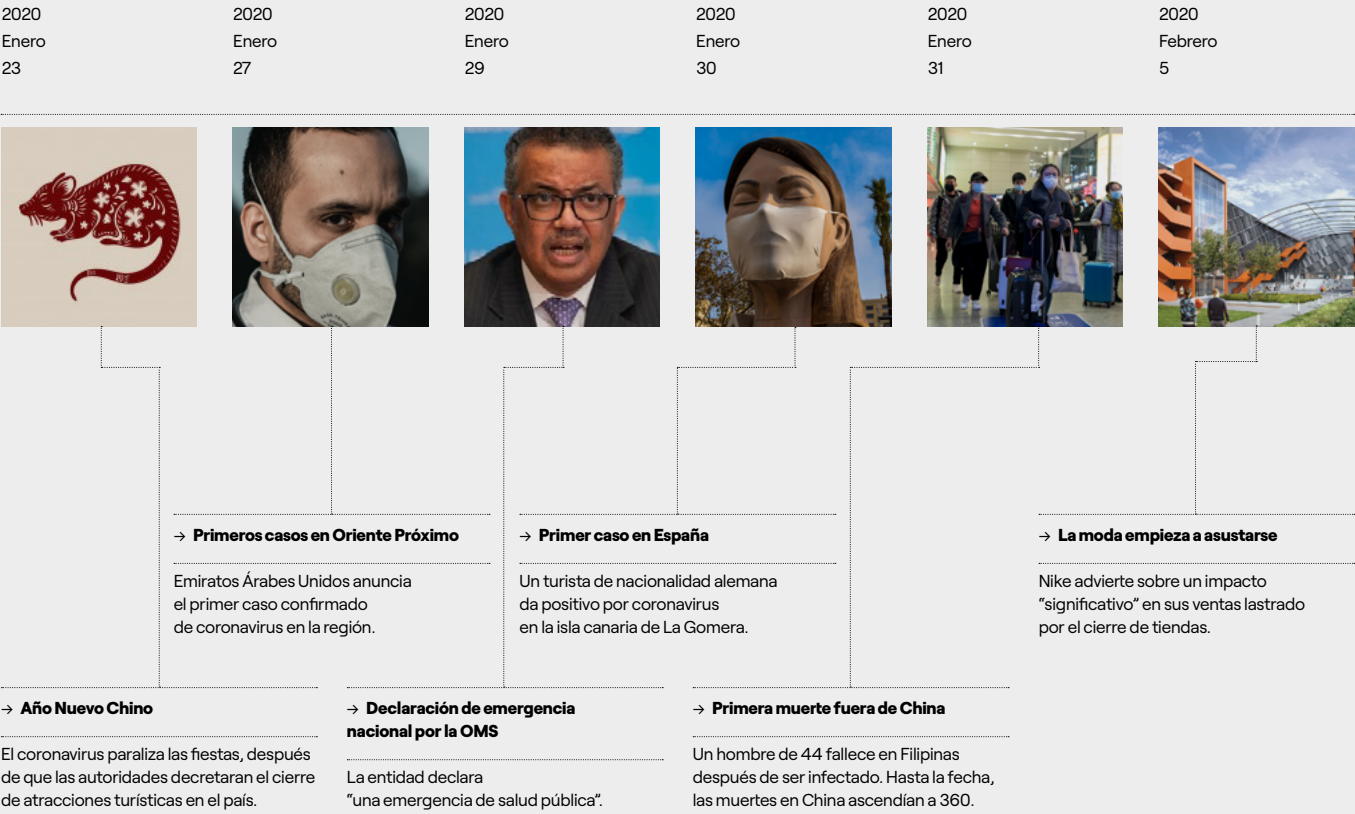 2020
Enero
23
2020
Enero
27
2020
Enero
29
2020
Enero
30
2020
Enero
31
2020
Febrero
5
→ Primeros casos en Oriente Próximo
Emiratos Árabes Unidos anuncia
el primer caso confirmado
de coronavirus en la región.
→ Primer caso en España
Un turista de nacionalidad alemana
da positivo por coronavirus
en la isla canaria de La Gomera.
→ La moda empieza a asustarse
Nike advierte sobre un impacto
“significativo” en sus ventas lastrado
por el cierre de tiendas.
→ Año Nuevo Chino
El coronavirus paraliza las fiestas, después
de que las autoridades decretaran el cierre
de atracciones turísticas en el país.
→ Declaración de emergencia
nacional por la OMS
La entidad declara
“una emergencia de salud pública”.
→ Primera muerte fuera de China
Un hombre de 44 fallece en Filipinas
después de ser infectado. Hasta la fecha,
las muertes en China ascendían a 360.